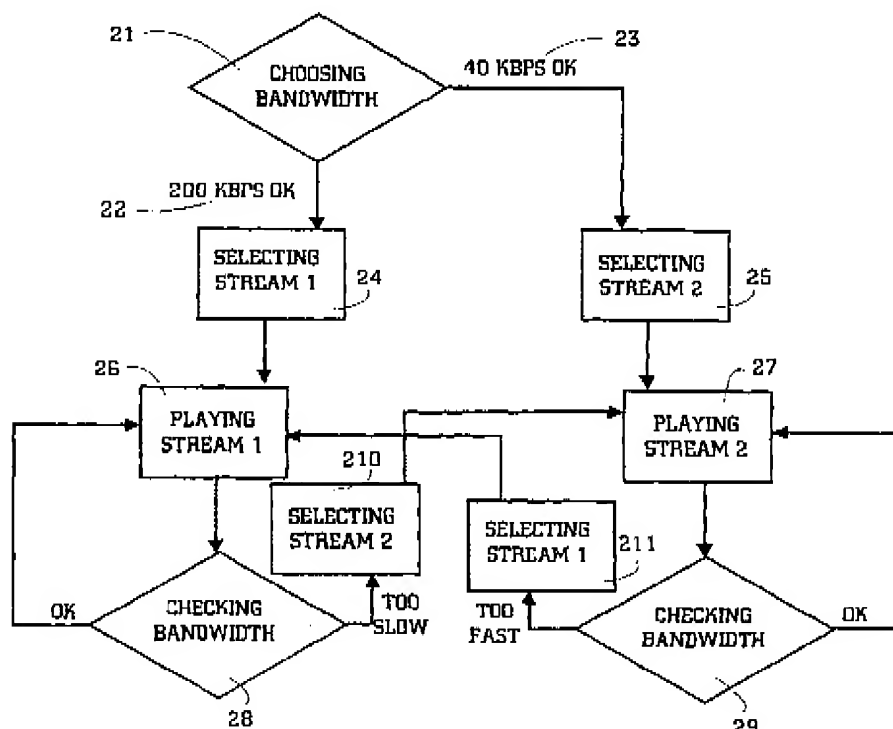 21
CHOOSING
BANDWIDTH
23
40 KBPS OK
200 KBPS OK
22
SELECTING
STREAM 1
24
SELECTING
STREAM 2
25
26
PLAYING
STREAM 1
27
PLAYING
STREAM 2
210
SELECTING
STREAM 2
SELECTING
STREAM 1
211
OK
CHECKING
BANDWIDTH
TOO
SLOW
TOO
FAST
CHECKING
BANDWIDTH
OK
28
29